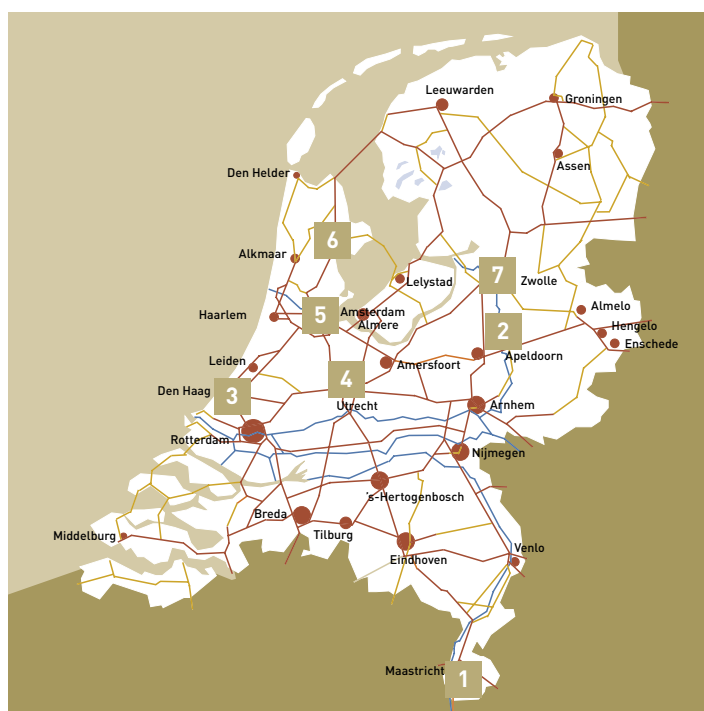 Leeuwarden
Groningen
Assen
Den Helder
6
Alkmaar
7
Zwolle
Lelystad
Almelo
Haarlem
5
Amsterdam
Almere
2
Hengelo
Enschede
Apeldoorn
Leiden
Amersfoort
4
Den Haag
3
Utrecht
Arnhem
Rotterdam
Nijmegen
's-Hertogenbosch
Breda
Tilburg
Middelburg
Eindhoven
Venlo
Maastricht
1